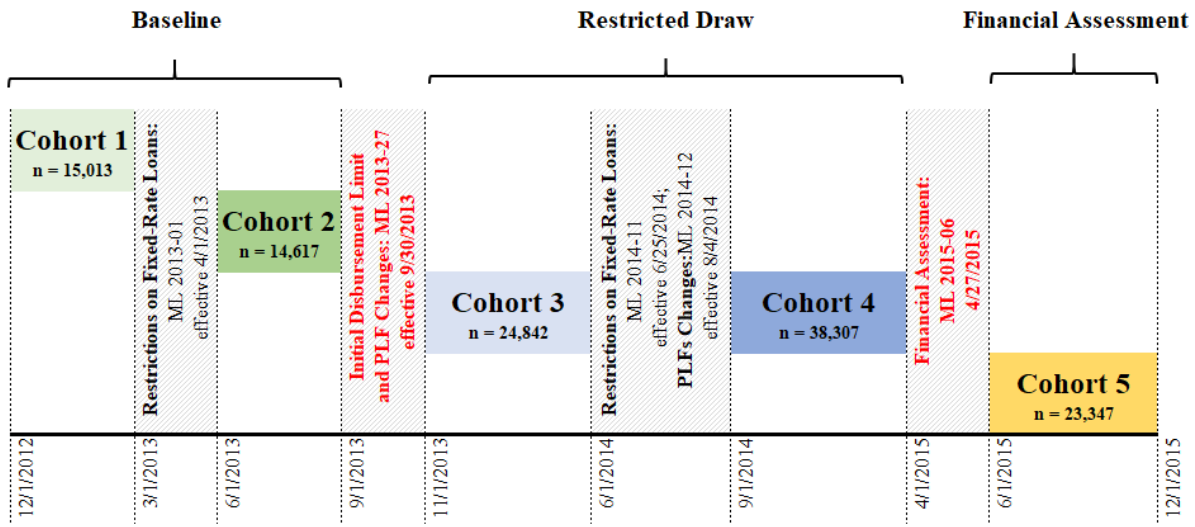 Baseline
Restricted Draw
Financial Assessment
Cohort 1
n = 15,013
Restrictions on Fixed-Rate Loans:
ML 2013-01
effective 4/1/2013
Cohort 2
n = 14,617
Initial Disbursement Limit
and PLF Changes: ML 2013-27
effective 9/30/2013
Cohort 3
n = 24,842
Restrictions on Fixed-Rate Loans:
ML 2014-11
effective 6/25/2014;
PLFs Changes:ML 2014-12
effective 8/4/2014
Cohort 4
n = 38,307
Financial Assessment:
ML 2015-06
4/27/2015
Cohort 5
n = 23,347
12/1/2012
3/1/2013
6/1/2013
9/1/2013
11/1/2013
6/1/2014
9/1/2014
4/1/2015
6/1/2015
12/1/2015